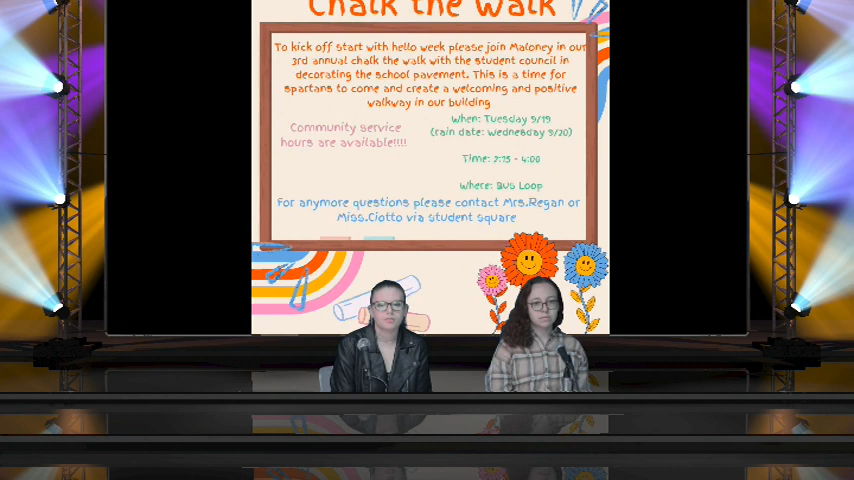 Chalk the Walk
To kick off start with hello week please join Maloney in our
3rd annual chalk the walk with the student council in
decorating the school pavement. This is a time for
spartans to come and create a welcoming and positive
walkway in our building
Community service
hours are available!!!!
When: Tuesday 9/19
(rain date: Wednesday 9/20)
Time: 2:15 - 4:00
Where: Bus Loop
For anymore questions please contact Mrs.Regan or
Miss.Ciotto via student square